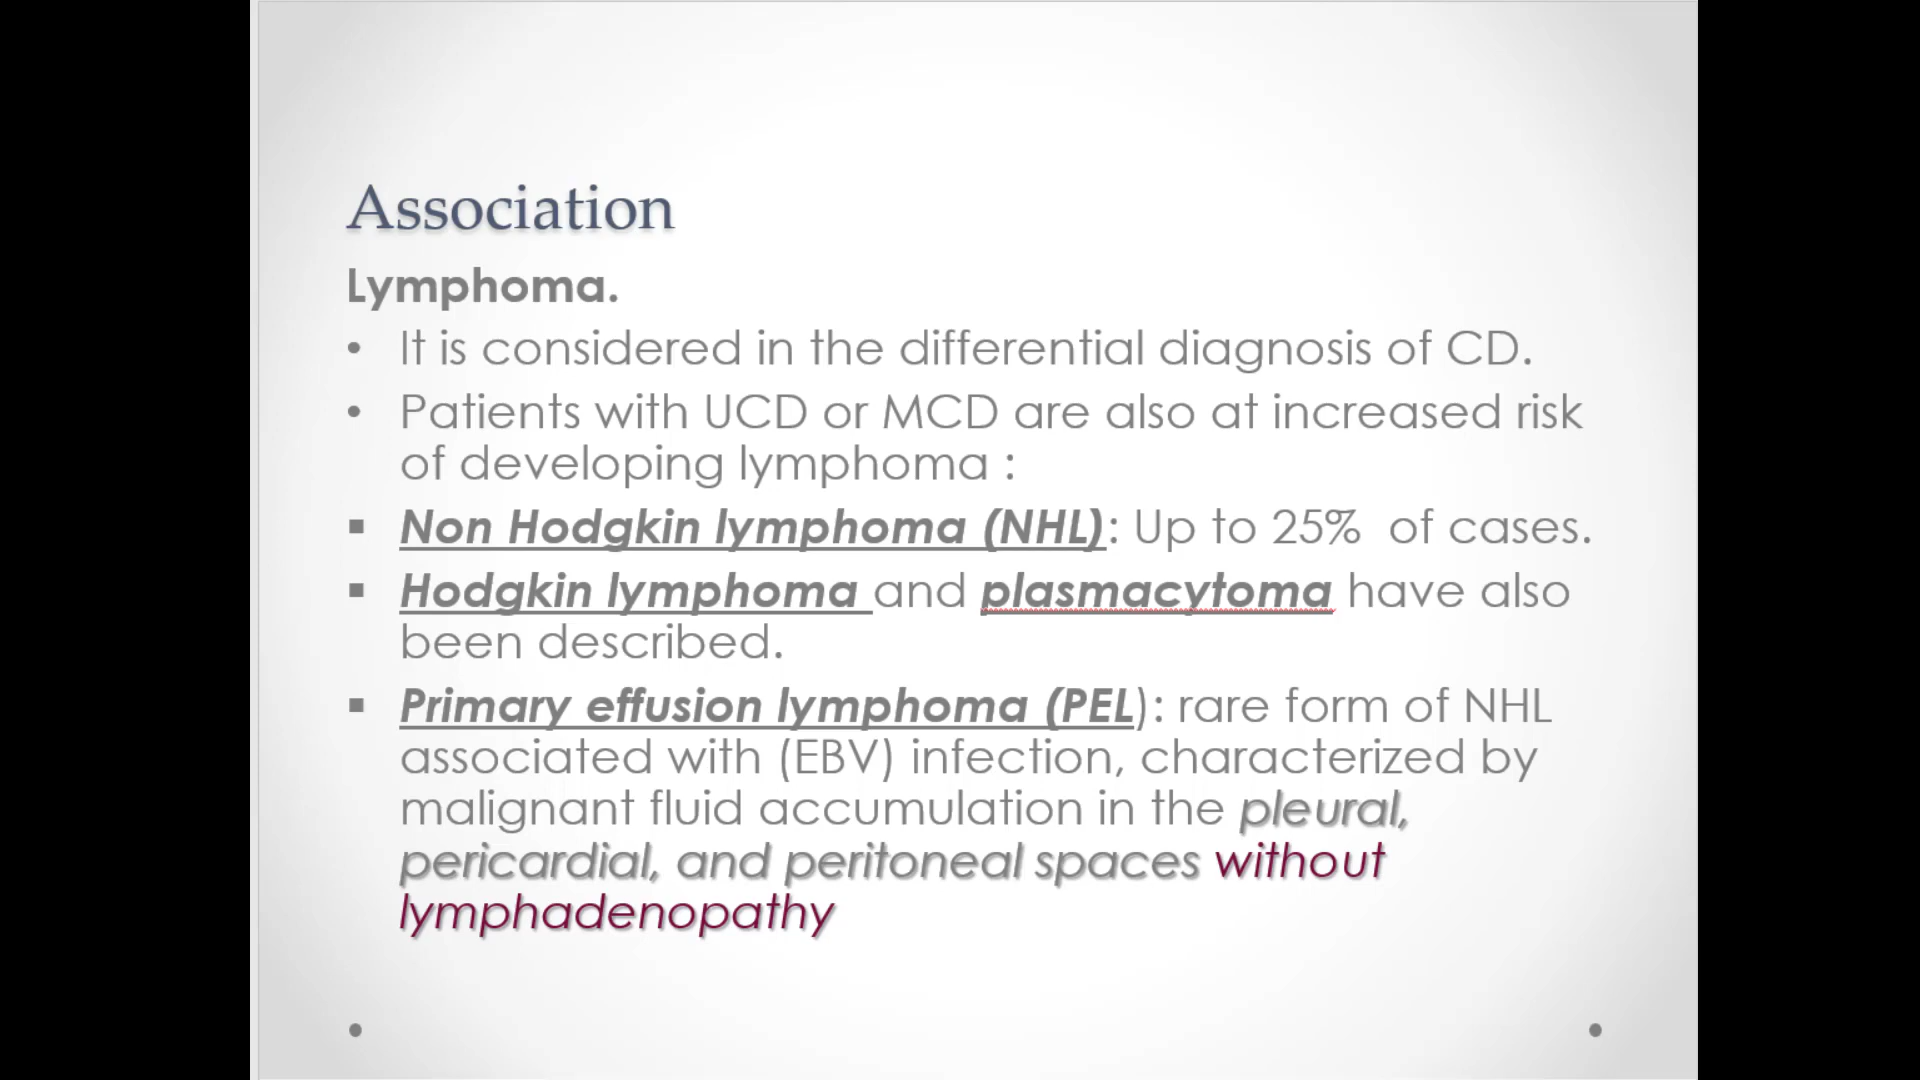 Association
Lymphoma.
• It is considered in the differential diagnosis of CD.
• Patients with UCD or MCD are also at increased risk
of developing lymphoma :
▪ Non Hodgkin lymphoma (NHL): Up to 25% of cases.
▪ Hodgkin lymphoma and plasmacytoma have also
been described.
▪ Primary effusion lymphoma (PEL): rare form of NHL
associated with (EBV) infection, characterized by
malignant fluid accumulation in the pleural,
pericardial, and peritoneal spaces without
lymphadenopathy